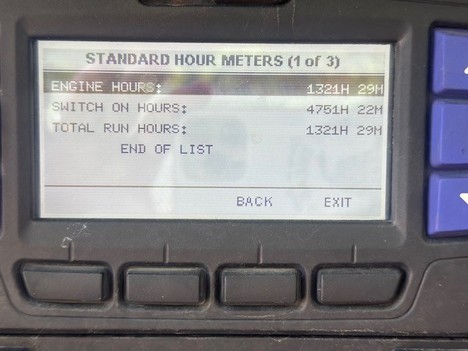 STANDARD HOUR METERS (1 of 3)
ENGINE HOURS: 1321H 29M
SWITCH ON HOURS: 4751H 22M
TOTAL RUN HOURS: 1321H 29M
END OF LIST
BACK EXIT